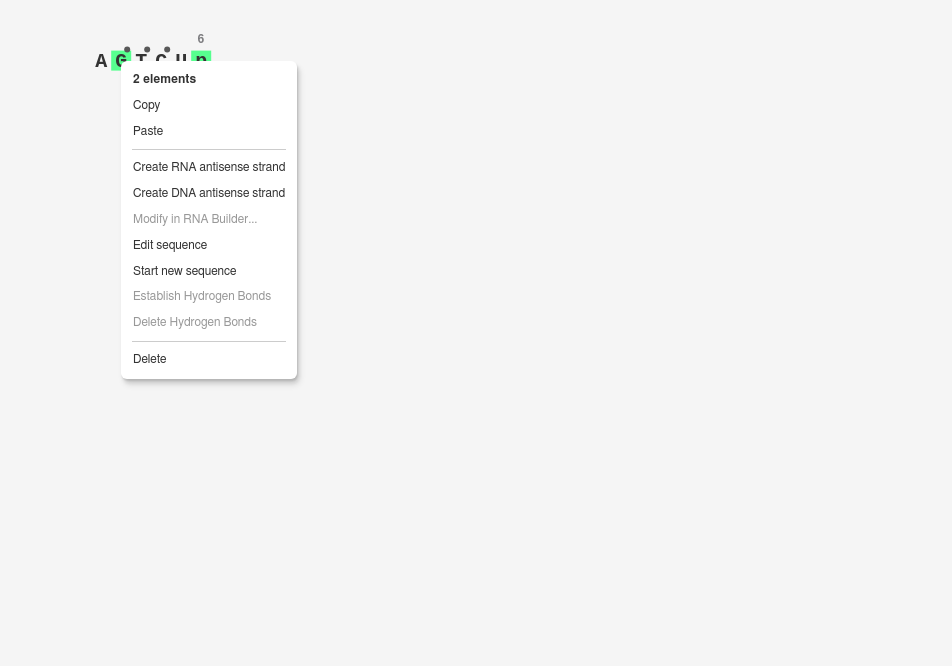 6
A G T C U n
2 elements
Copy
Paste
Create RNA antisense strand
Create DNA antisense strand
Modify in RNA Builder...
Edit sequence
Start new sequence
Establish Hydrogen Bonds
Delete Hydrogen Bonds
Delete